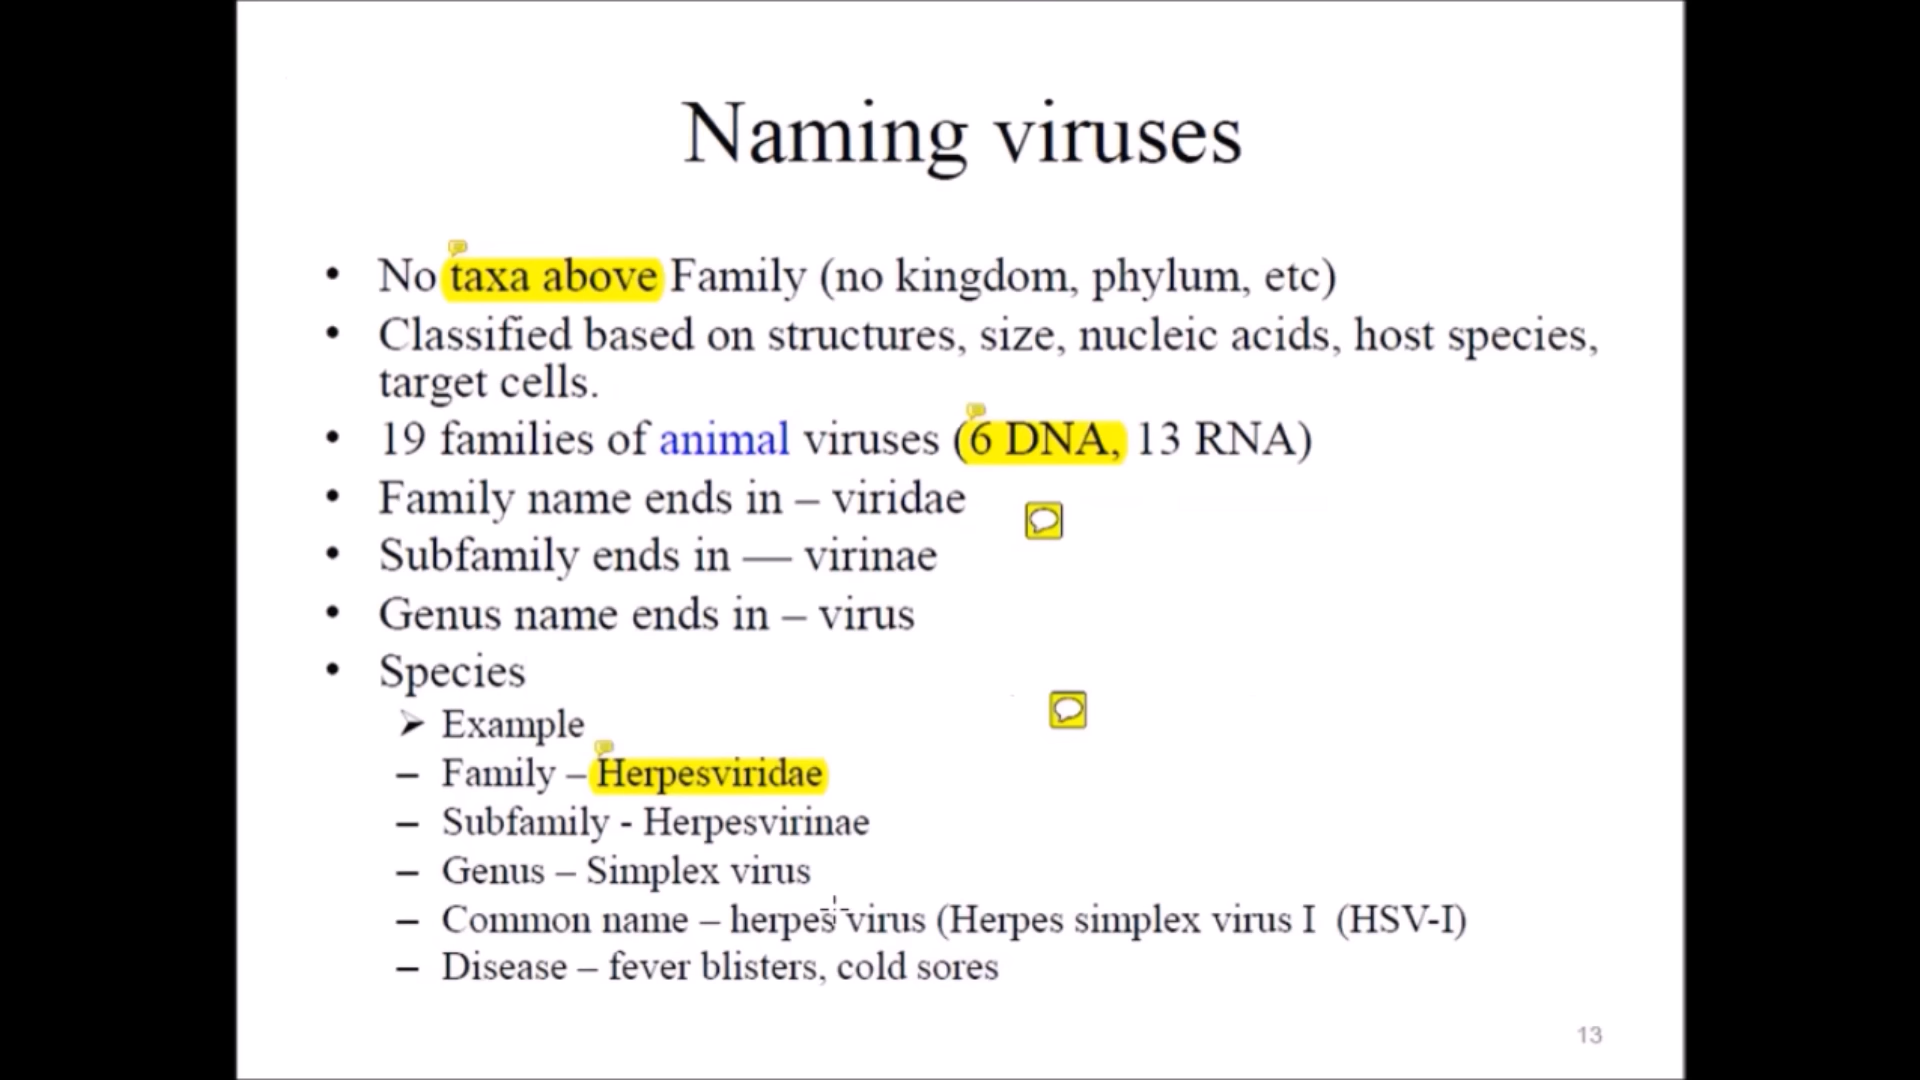 Naming viruses
• No taxa above Family (no kingdom, phylum, etc)
• Classified based on structures, size, nucleic acids, host species,
target cells.
• 19 families of animal viruses (6 DNA, 13 RNA)
• Family name ends in – viridae
• Subfamily ends in — virinae
• Genus name ends in – virus
• Species
➢ Example
– Family – Herpesviridae
– Subfamily - Herpesvirinae
– Genus – Simplex virus
– Common name – herpes virus (Herpes simplex virus I (HSV-I)
– Disease – fever blisters, cold sores
13